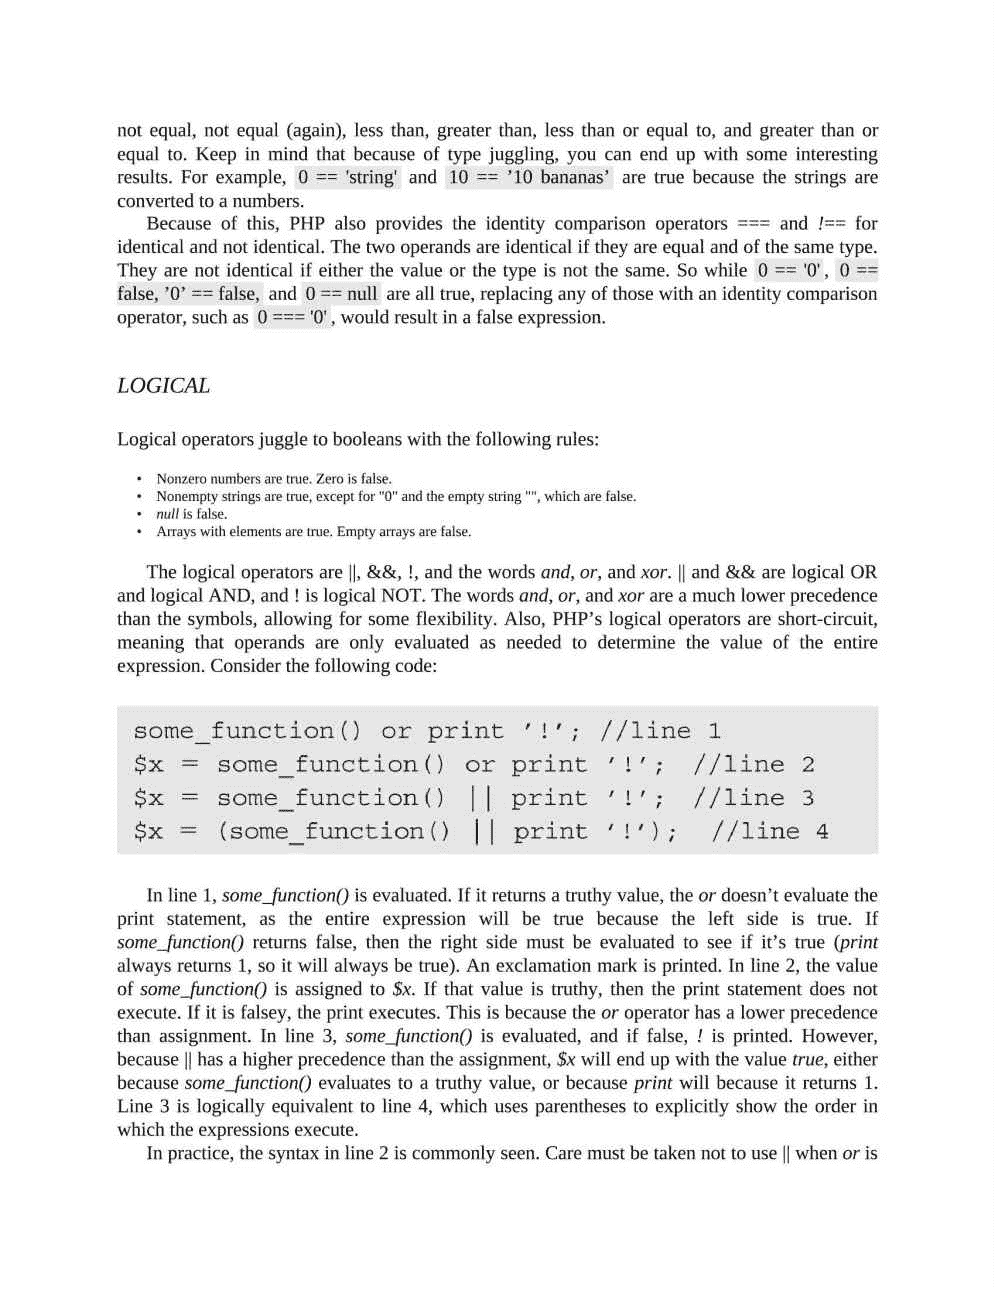 not equal, not equal (again), less than, greater than, less than or equal to, and greater than or
equal to. Keep in mind that because of type juggling, you can end up with some interesting
results. For example, 0 == 'string' and 10 == ’10 bananas’ are true because the strings are
converted to a numbers.
Because of this, PHP also provides the identity comparison operators === and !== for
identical and not identical. The two operands are identical if they are equal and of the same type.
They are not identical if either the value or the type is not the same. So while 0 == '0', 0 ==
false, ’0’ == false, and 0 == null are all true, replacing any of those with an identity comparison
operator, such as 0 === '0', would result in a false expression.
LOGICAL
Logical operators juggle to booleans with the following rules:
• Nonzero numbers are true. Zero is false.
• Nonempty strings are true, except for "0" and the empty string "", which are false.
• null is false.
• Arrays with elements are true. Empty arrays are false.
The logical operators are ||, &&, !, and the words and, or, and xor. || and && are logical OR
and logical AND, and ! is logical NOT. The words and, or, and xor are a much lower precedence
than the symbols, allowing for some flexibility. Also, PHP’s logical operators are short-circuit,
meaning that operands are only evaluated as needed to determine the value of the entire
expression. Consider the following code:
some_function() or print ’!’; //line 1
$x = some_function() or print ’!’; //line 2
$x = some_function() || print ’!’; //line 3
$x = (some_function() || print ’!’); //line 4
In line 1, some_function() is evaluated. If it returns a truthy value, the or doesn’t evaluate the
print statement, as the entire expression will be true because the left side is true. If
some_function() returns false, then the right side must be evaluated to see if it’s true (print
always returns 1, so it will always be true). An exclamation mark is printed. In line 2, the value
of some_function() is assigned to $x. If that value is truthy, then the print statement does not
execute. If it is falsey, the print executes. This is because the or operator has a lower precedence
than assignment. In line 3, some_function() is evaluated, and if false, ! is printed. However,
because || has a higher precedence than the assignment, $x will end up with the value true, either
because some_function() evaluates to a truthy value, or because print will because it returns 1.
Line 3 is logically equivalent to line 4, which uses parentheses to explicitly show the order in
which the expressions execute.
In practice, the syntax in line 2 is commonly seen. Care must be taken not to use || when or is